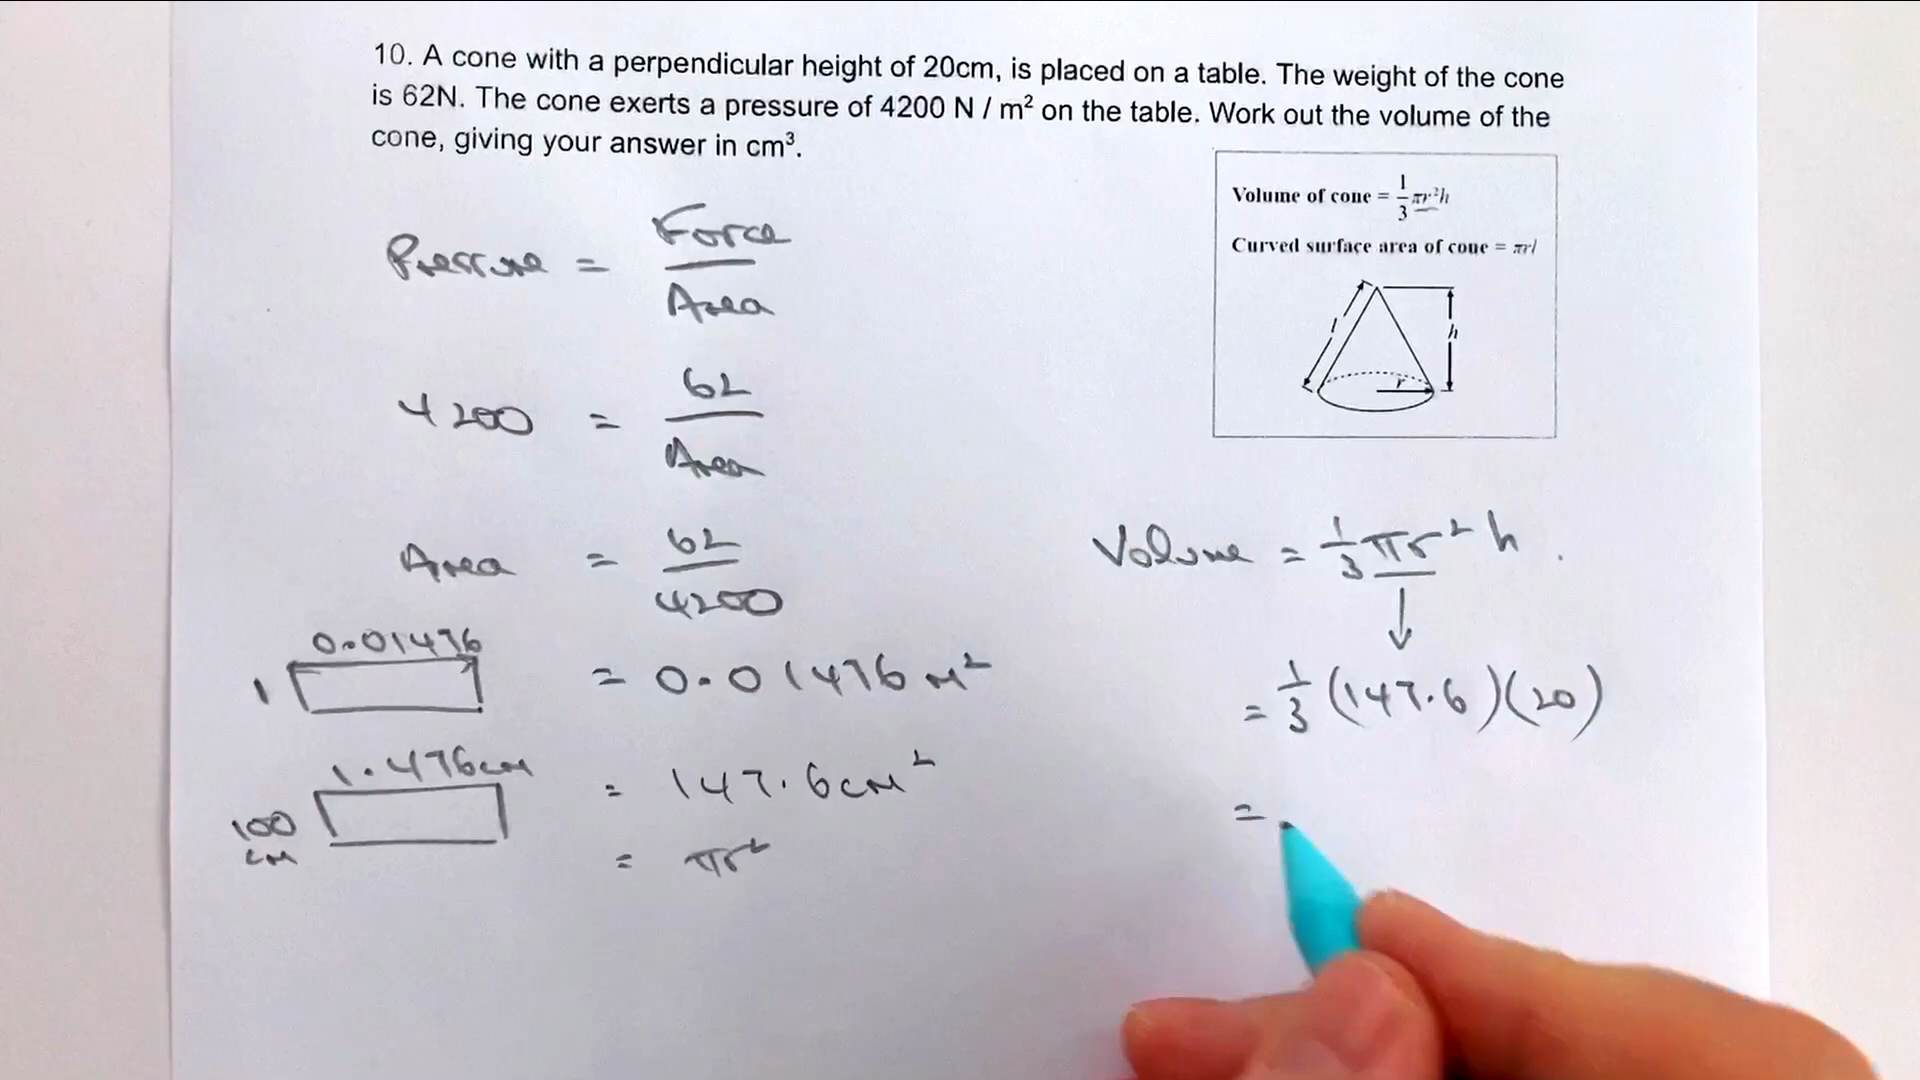 10. A cone with a perpendicular height of 20cm, is placed on a table. The weight of the cone
is 62N. The cone exerts a pressure of 4200 N / m² on the table. Work out the volume of the
cone, giving your answer in cm³.
Volume of cone = 1/3 πr²h
Curved surface area of cone = πrl
l
h
r
Pressure = Force / Area
4200 = 62 / Area
Area = 62 / 4200
0.01476
1
= 0.01476 m²
1.476cm
100
cm
= 147.6cm²
= πr²
Volume = 1/3 πr² h
= 1/3 (147.6)(20)
=